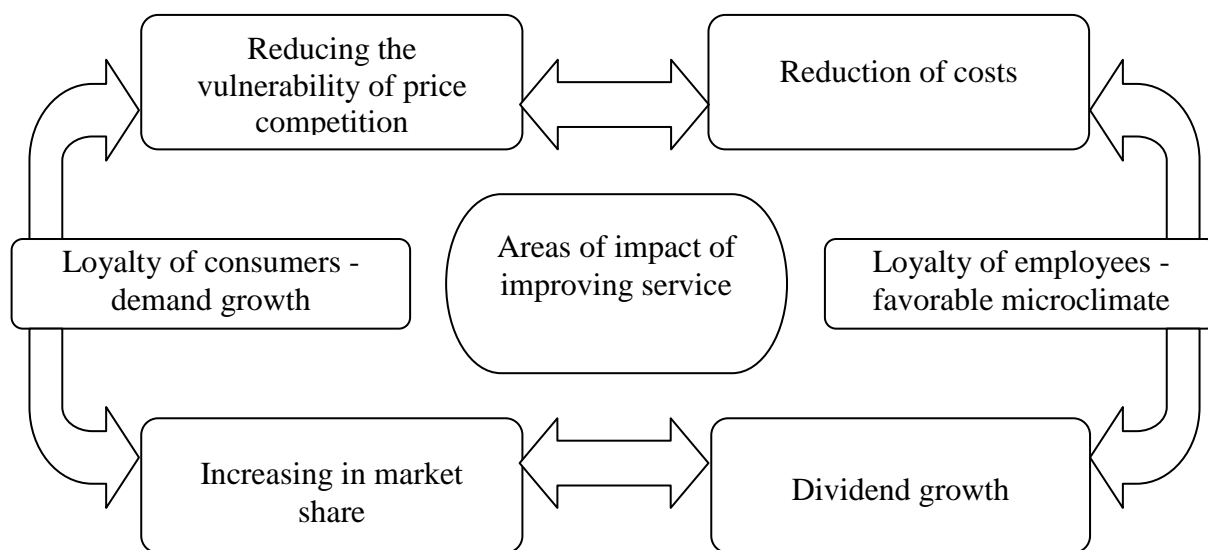 Reducing the
vulnerability of price
competition
Reduction of costs
Areas of impact of
improving service
Loyalty of consumers -
demand growth
Loyalty of employees -
favorable microclimate
Increasing in market
share
Dividend growth